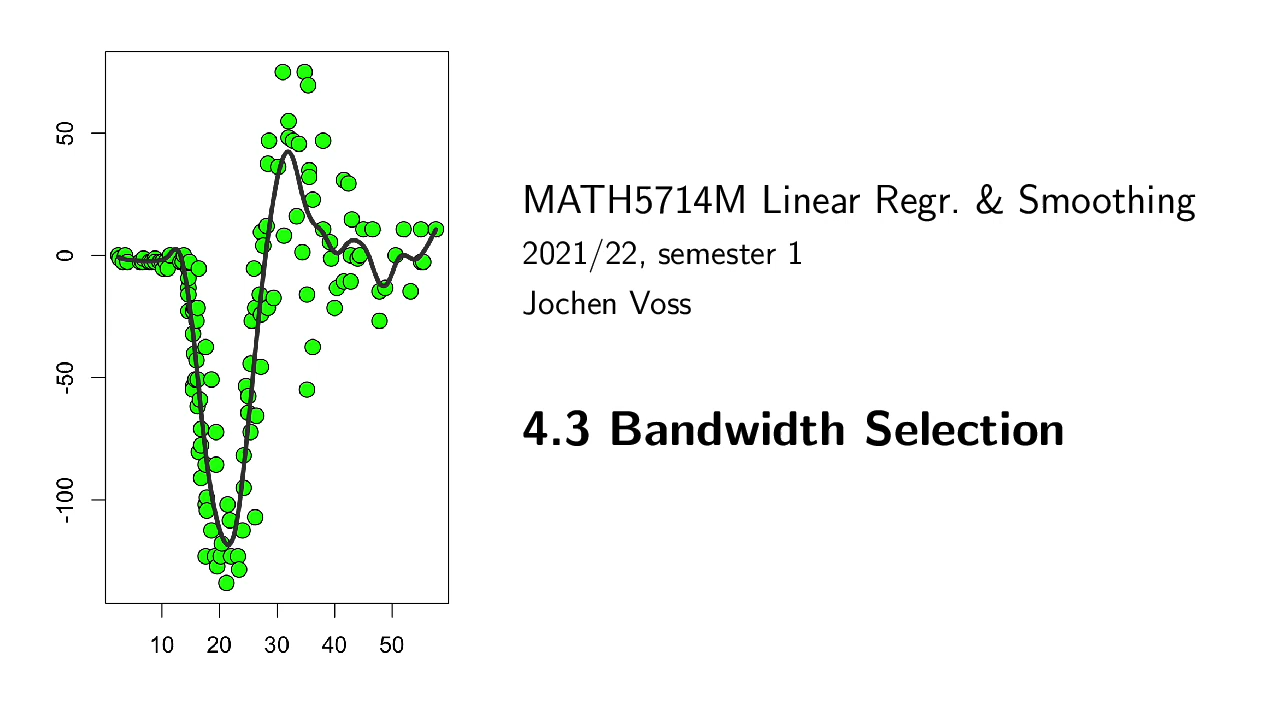 MATH5714M Linear Regr. & Smoothing
2021/22, semester 1
Jochen Voss
4.3 Bandwidth Selection
50
0
-50
-100
10 20 30 40 50